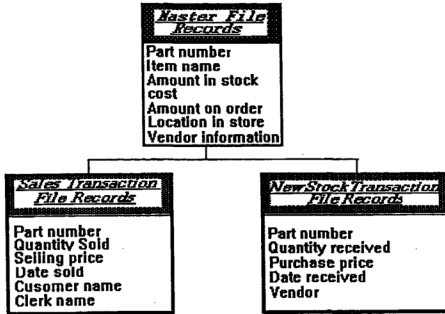 Master File
Records
Part number
Item name
Amount in stock
cost
Amount on order
Location in store
Vendor information
Sales Transaction
File Records
Part number
Quantity Sold
Selling price
Date sold
Cusomer name
Clerk name
New Stock Transaction
File Records
Part number
Quantity received
Purchase price
Date received
Vendor